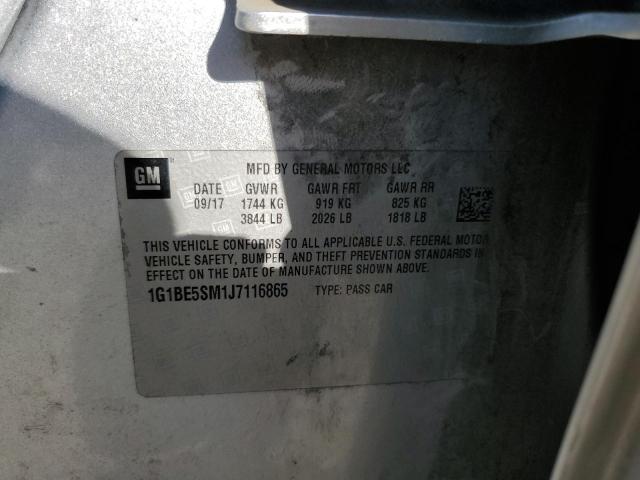 GM
MFD BY GENERAL MOTORS LLC
DATE GVWR GAWR FRT GAWR RR
09/17 1744 KG 919 KG 825 KG
3844 LB 2026 LB 1818 LB
THIS VEHICLE CONFORMS TO ALL APPLICABLE U.S. FEDERAL MOTOR
VEHICLE SAFETY, BUMPER, AND THEFT PREVENTION STANDARDS IN
EFFECT ON THE DATE OF MANUFACTURE SHOWN ABOVE.
1G1BE5SM1J7116865 TYPE: PASS CAR